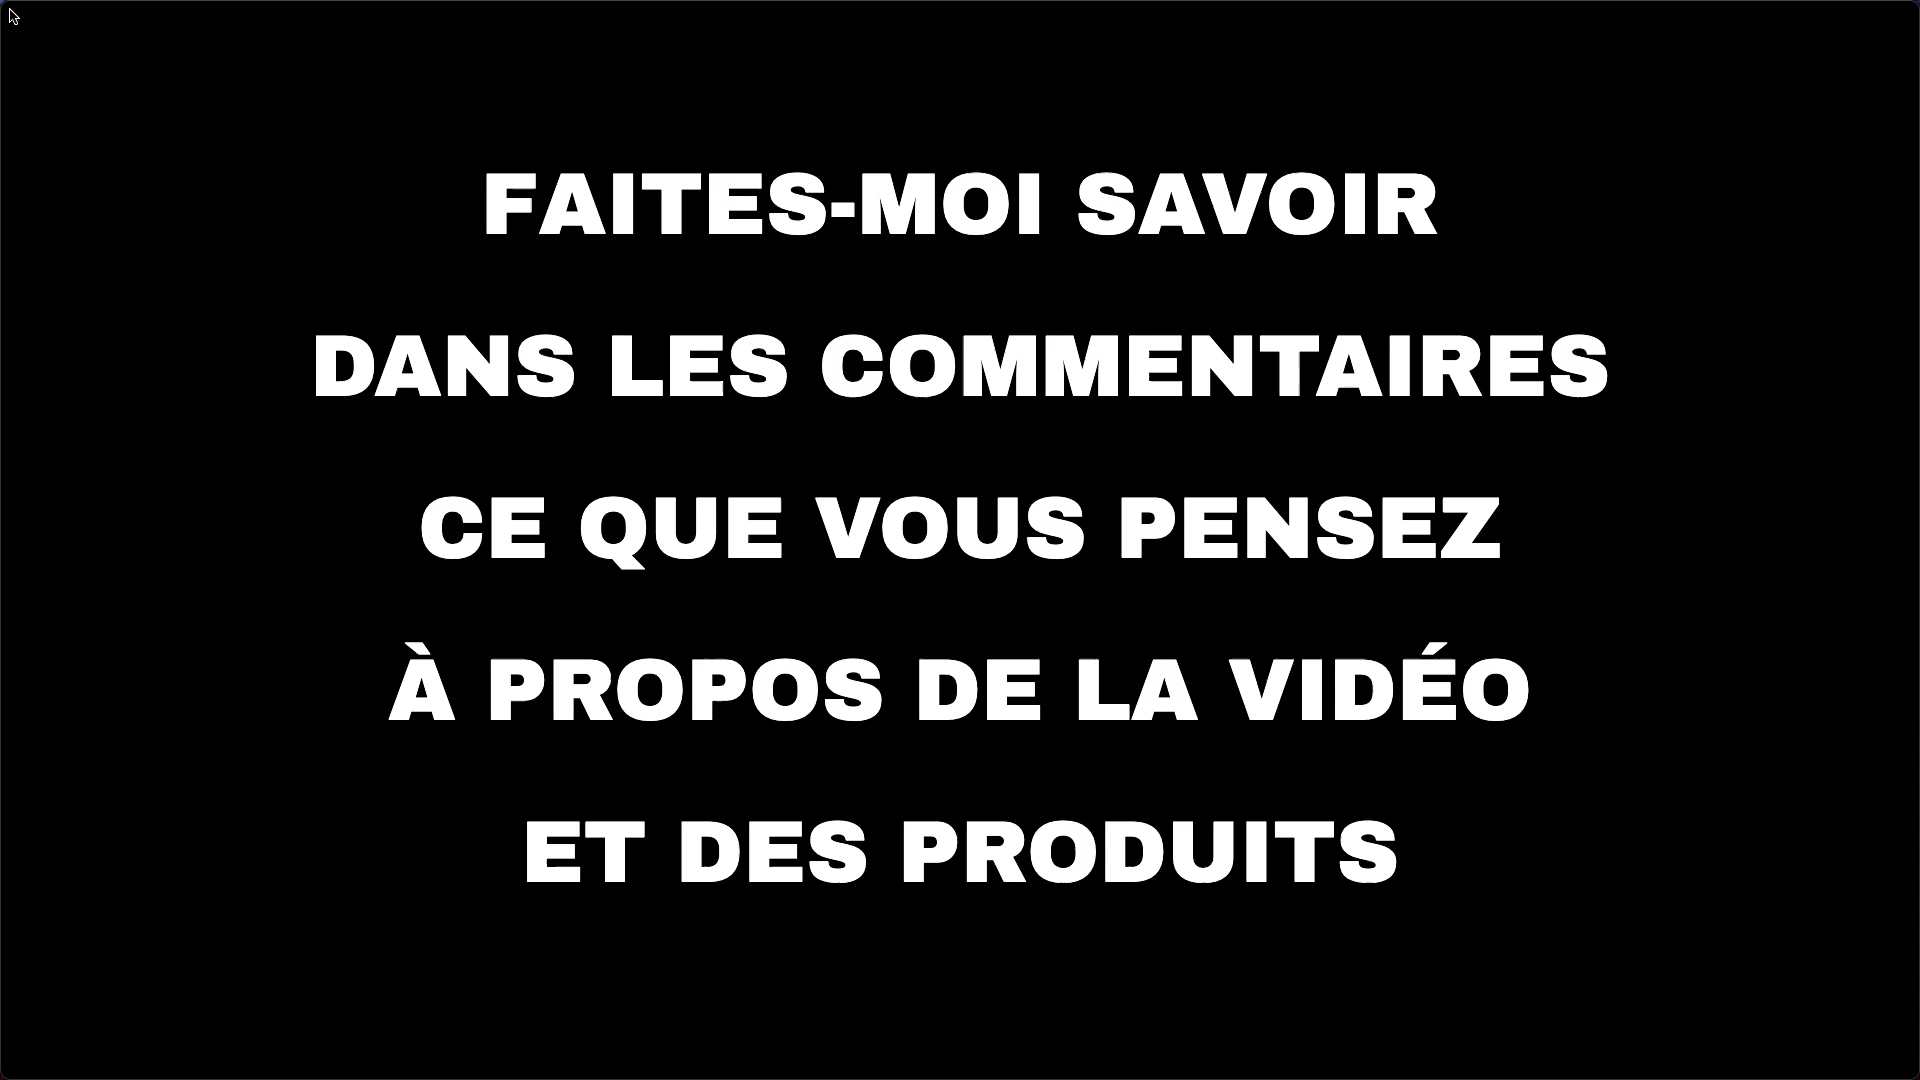 FAITES-MOI SAVOIR
DANS LES COMMENTAIRES
CE QUE VOUS PENSEZ
À PROPOS DE LA VIDÉO
ET DES PRODUITS